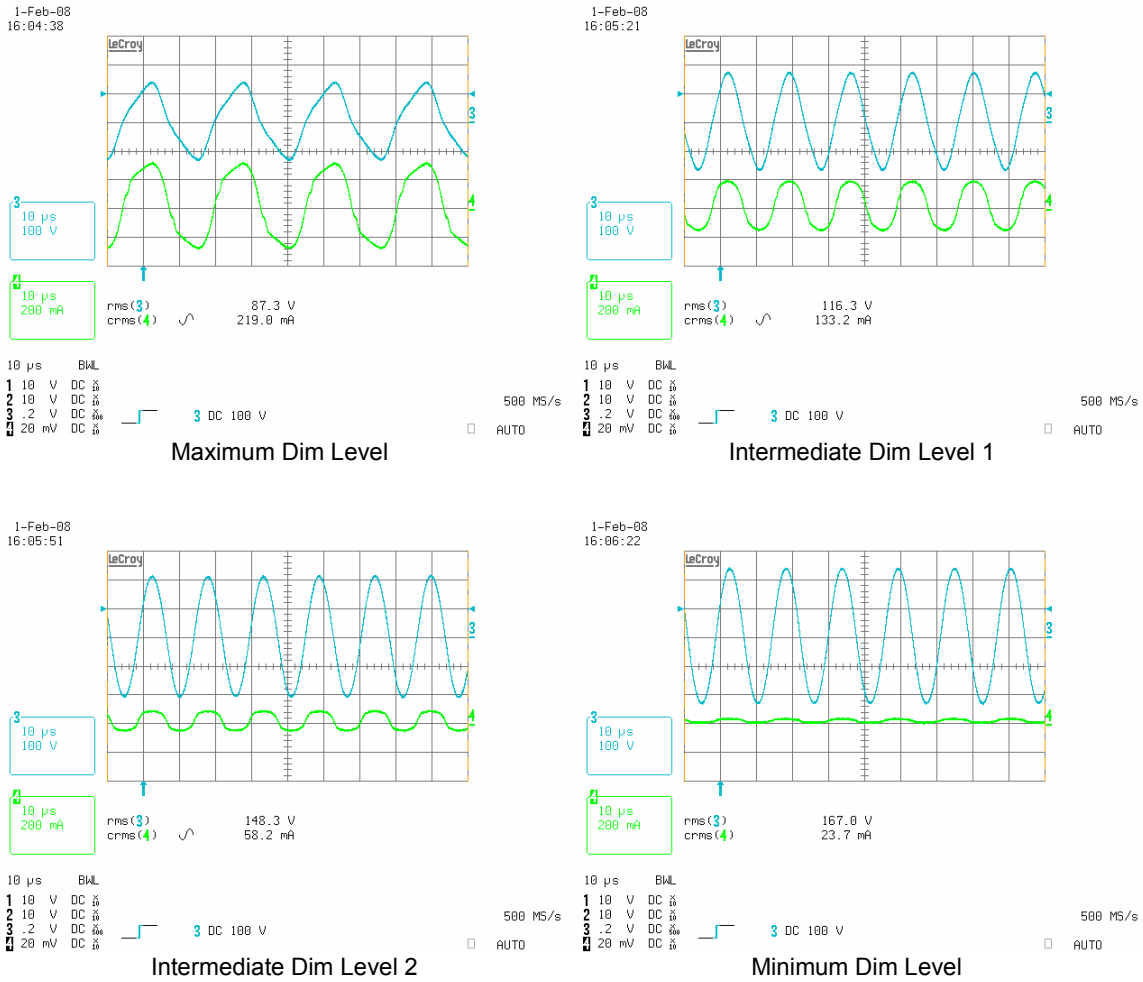 1-Feb-08
16:04:38
LeCroy
3
4
3
10 µs
100 V
4
10 µs
200 mA
rms(3) 87.3 V
crms(4) 219.0 mA
10 µs BWL
1 10 V DC
2 10 V DC
3 .2 V DC
4 20 mV DC
3 DC 100 V
500 MS/s
AUTO
Maximum Dim Level
1-Feb-08
16:05:21
LeCroy
3
4
3
10 µs
100 V
4
10 µs
200 mA
rms(3) 116.3 V
crms(4) 133.2 mA
10 µs BWL
1 10 V DC
2 10 V DC
3 .2 V DC
4 20 mV DC
3 DC 100 V
500 MS/s
AUTO
Intermediate Dim Level 1
1-Feb-08
16:05:51
LeCroy
3
4
3
10 µs
100 V
4
10 µs
200 mA
rms(3) 148.3 V
crms(4) 58.2 mA
10 µs BWL
1 10 V DC
2 10 V DC
3 .2 V DC
4 20 mV DC
3 DC 100 V
500 MS/s
AUTO
Intermediate Dim Level 2
1-Feb-08
16:06:22
LeCroy
3
4
3
10 µs
100 V
4
10 µs
200 mA
rms(3) 167.0 V
crms(4) 23.7 mA
10 µs BWL
1 10 V DC
2 10 V DC
3 .2 V DC
4 20 mV DC
3 DC 100 V
500 MS/s
AUTO
Minimum Dim Level